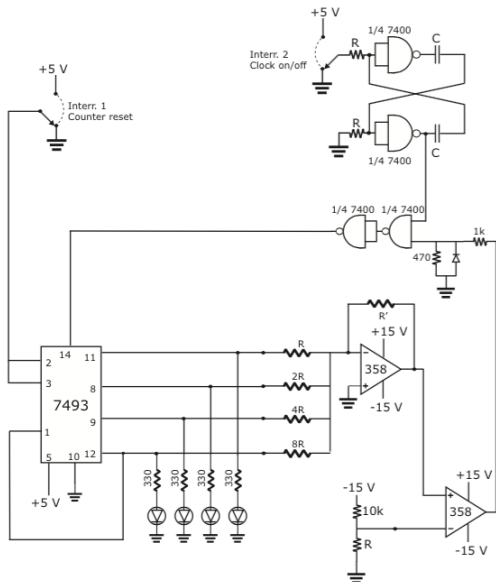 +5 V
Interr. 2
Clock on/off
R
1/4 7400
C
+5 V
Interr. 1
Counter reset
R
1/4 7400
C
1/4 7400
1/4 7400
1k
470
R'
+15 V
358
-15 V
14
11
R
2
8
2R
3
7493
9
4R
1
12
8R
5
10
+5 V
330
330
330
330
-15 V
10k
R
+15 V
358
-15 V